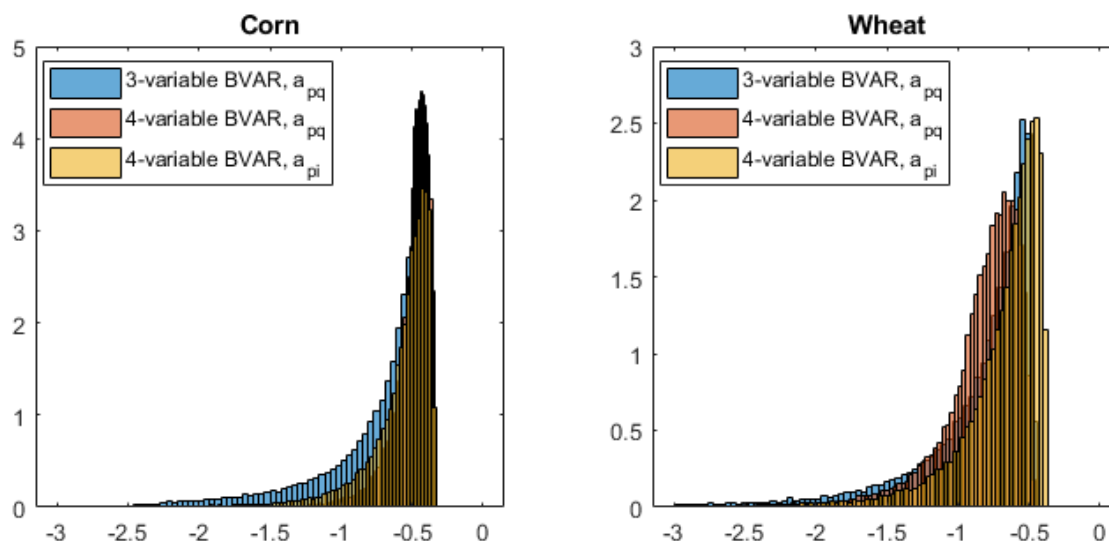 Corn
5
4
3
2
1
0
3-variable BVAR, a_pq
4-variable BVAR, a_pq
4-variable BVAR, a_pi
-3 -2.5 -2 -1.5 -1 -0.5 0
Wheat
3
2.5
2
1.5
1
0.5
0
3-variable BVAR, a_pq
4-variable BVAR, a_pq
4-variable BVAR, a_pi
-3 -2.5 -2 -1.5 -1 -0.5 0